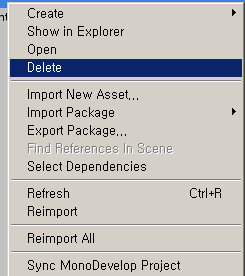 Create
Show in Explorer
Open
Delete
Import New Asset...
Import Package
Export Package...
Find References In Scene
Select Dependencies
Refresh Ctrl+R
Reimport
Reimport All
Sync MonoDevelop Project